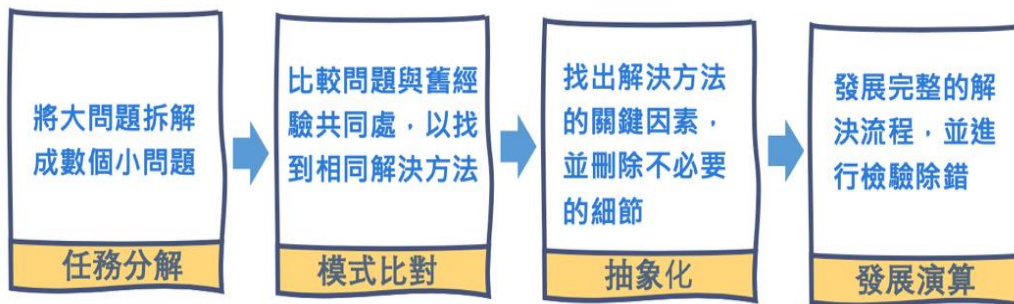 將大問題拆解
成數個小問題
任務分解
比較問題與舊經
驗共同處，以找
到相同解決方法
模式比對
找出解決方法
的關鍵因素，
並刪除不必要
的細節
抽象化
發展完整的解
決流程，並進
行檢驗除錯
發展演算